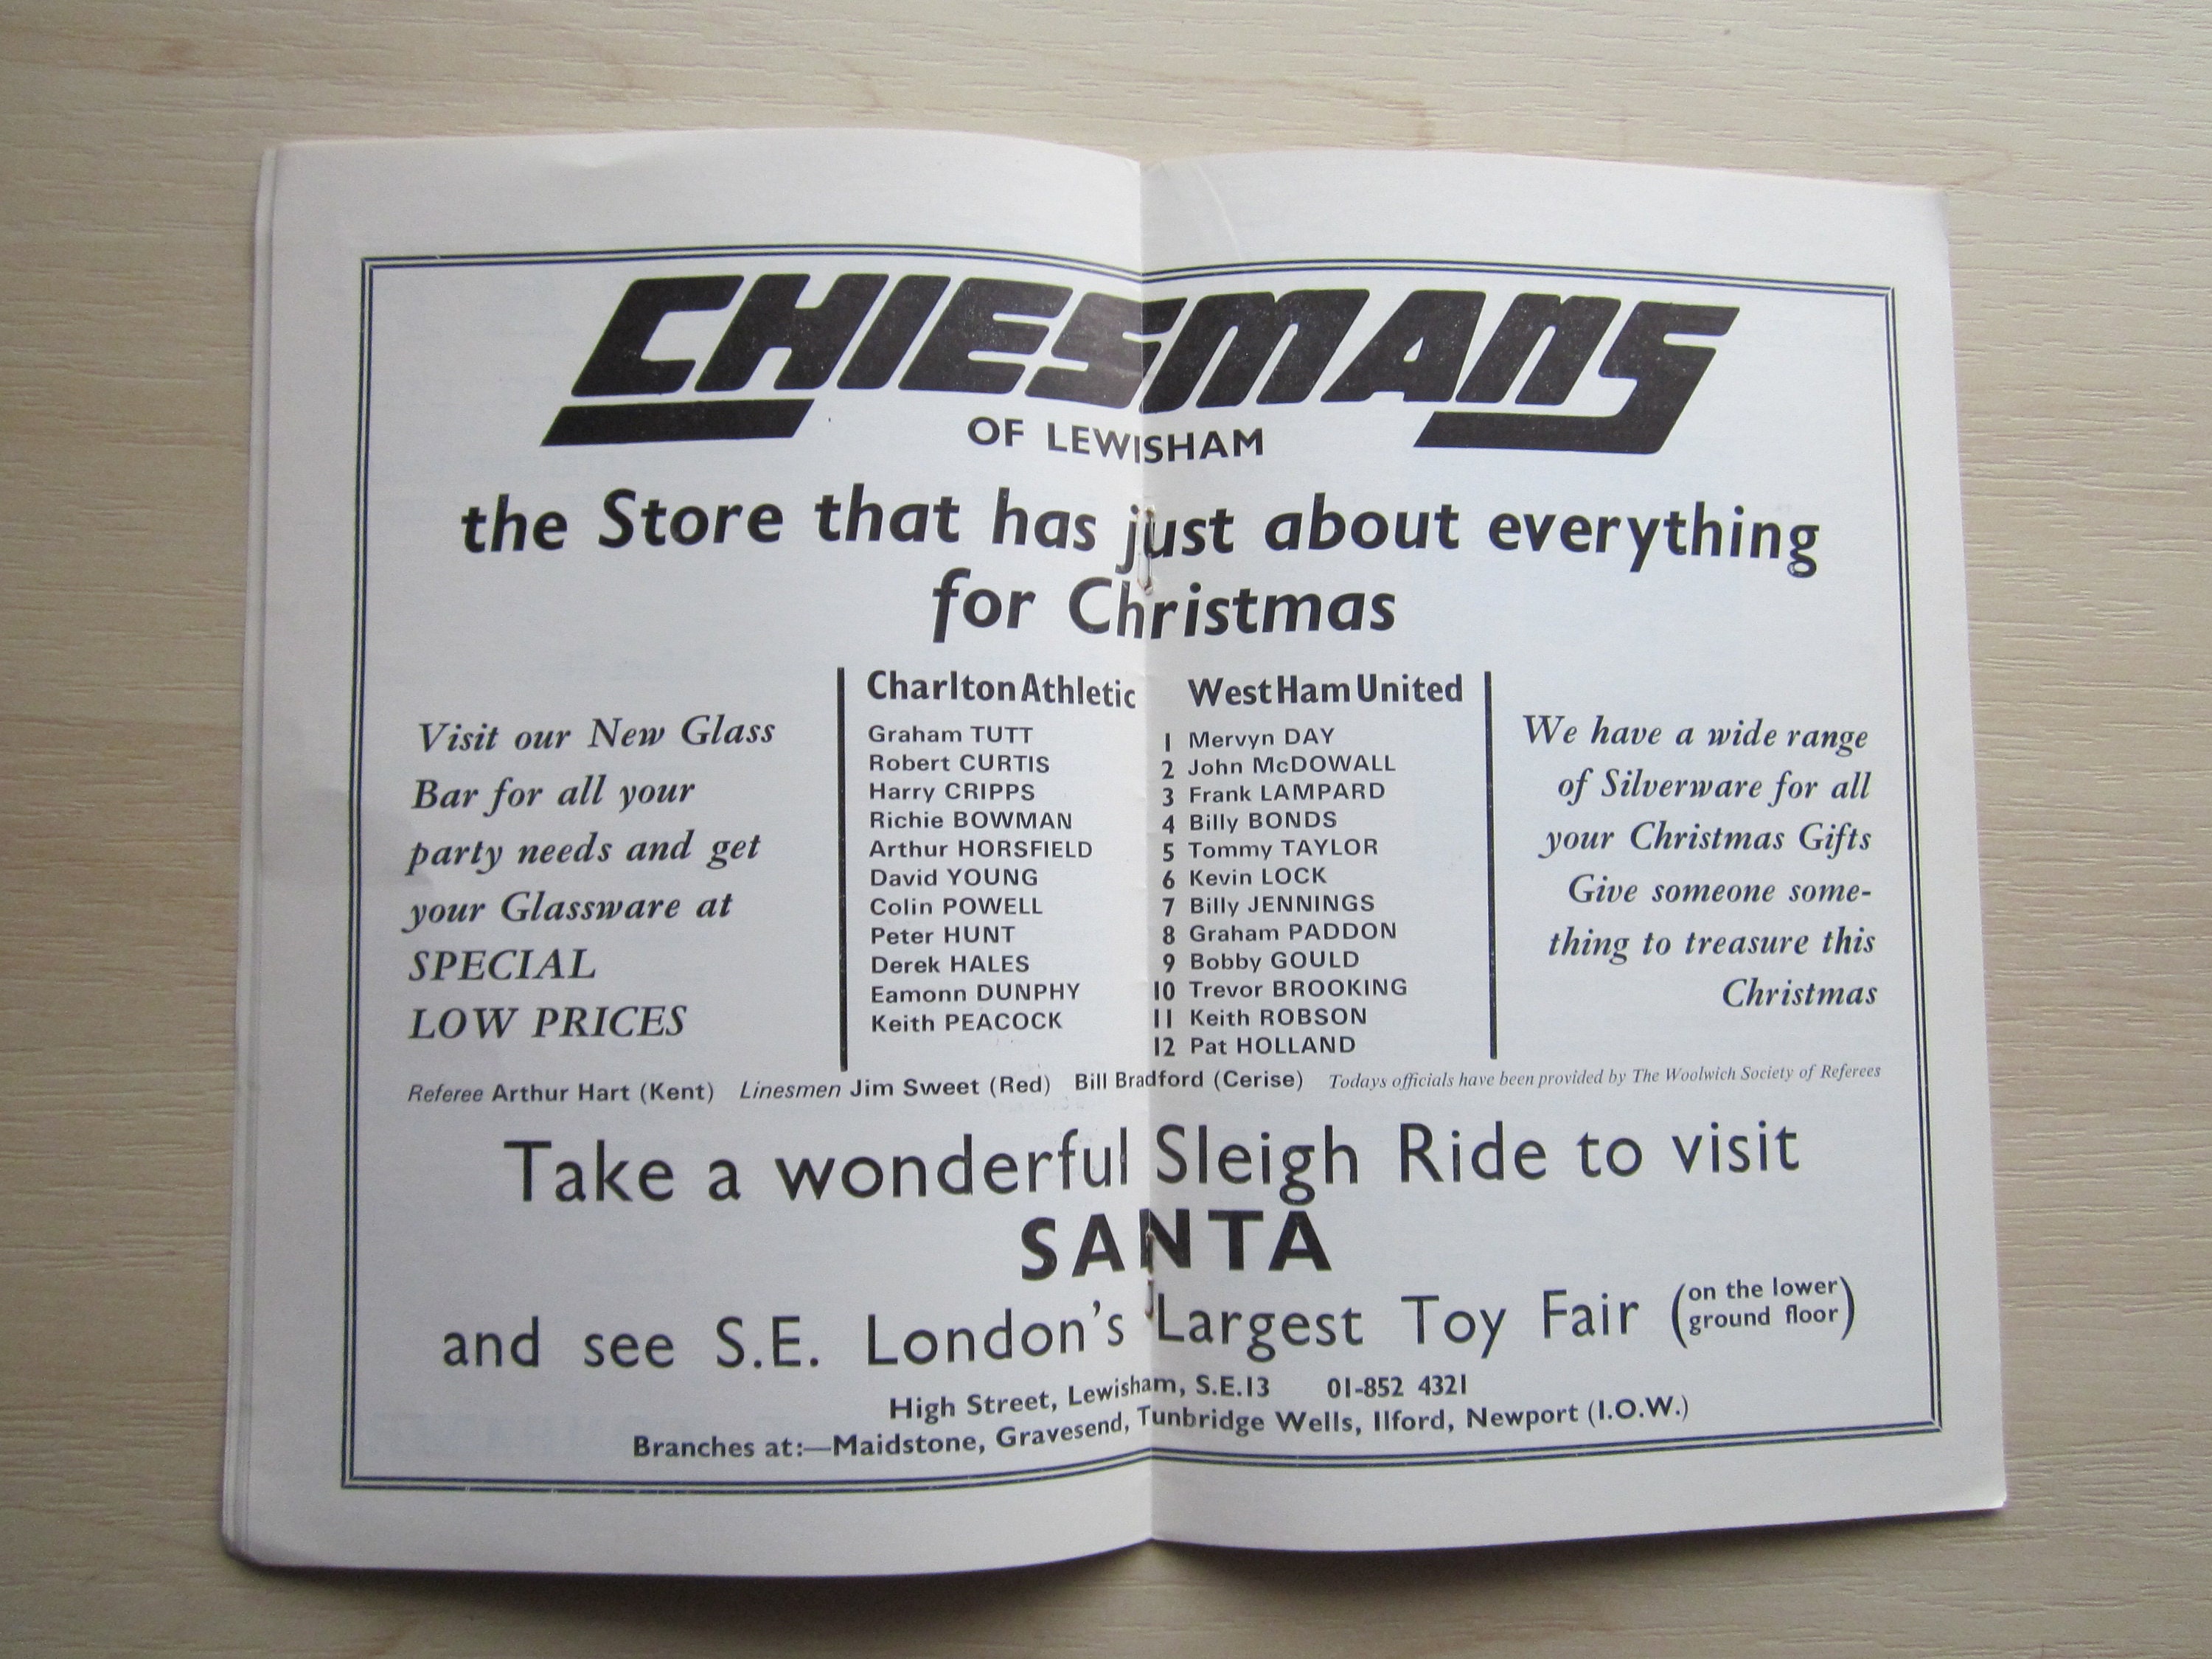 CHIESMANS
OF LEWISHAM
the Store that has just about everything
for Christmas
Visit our New Glass
Bar for all your
party needs and get
your Glassware at
SPECIAL
LOW PRICES
Charlton Athletic
Graham TUTT
Robert CURTIS
Harry CRIPPS
Richie BOWMAN
Arthur HORSFIELD
David YOUNG
Colin POWELL
Peter HUNT
Derek HALES
Eamonn DUNPHY
Keith PEACOCK
West Ham United
1 Mervyn DAY
2 John McDOWALL
3 Frank LAMPARD
4 Billy BONDS
5 Tommy TAYLOR
6 Kevin LOCK
7 Billy JENNINGS
8 Graham PADDON
9 Bobby GOULD
10 Trevor BROOKING
11 Keith ROBSON
12 Pat HOLLAND
We have a wide range
of Silverware for all
your Christmas Gifts
Give someone some-
thing to treasure this
Christmas
Referee Arthur Hart (Kent) Linesmen Jim Sweet (Red) Bill Bradford (Cerise) Todays officials have been provided by The Woolwich Society of Referees
Take a wonderful Sleigh Ride to visit
SANTA
and see S.E. London's Largest Toy Fair (on the lower ground floor)
High Street, Lewisham, S.E.13 01-852 4321
Branches at:—Maidstone, Gravesend, Tunbridge Wells, Ilford, Newport (I.O.W.)